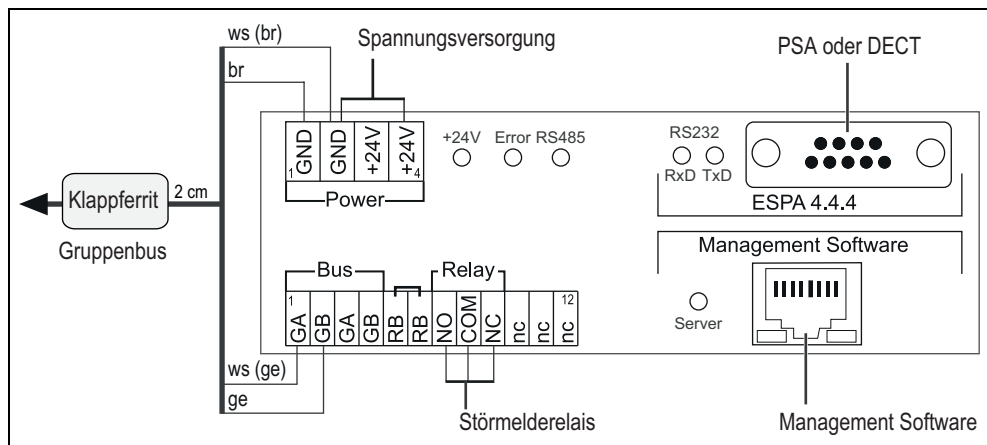 ws (br)
Spannungsversorgung
PSA oder DECT
br
1 GND GND +24V +24V 4
Power
+24V Error RS485
RS232
RxD TxD
ESPA 4.4.4
Klappferrit
2 cm
Gruppenbus
Management Software
Bus
Relay
1 GA GB GA GB RB RB NO COM NC nc nc nc 12
Server
ws (ge)
ge
Störmelderelais
Management Software